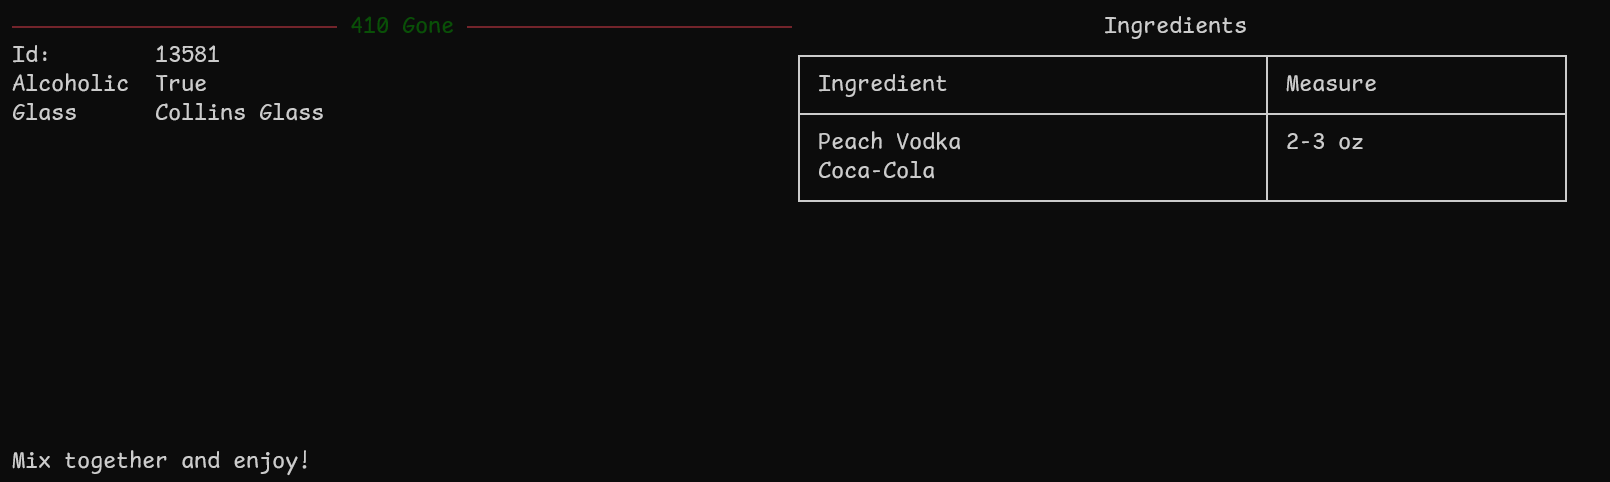 410 Gone
Id: 13581
Alcoholic True
Glass Collins Glass
Ingredients
Ingredient Measure
Peach Vodka 2-3 oz
Coca-Cola
Mix together and enjoy!